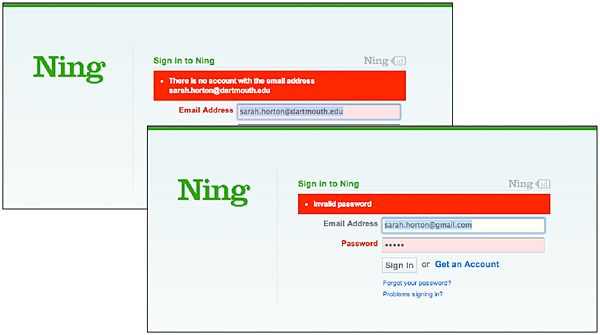 Ning
Sign in to Ning
Ning id
• There is no account with the email address
sarah.horton@dartmouth.edu
Email Address sarah.horton@dartmouth.edu
Ning
Sign in to Ning
Ning id
• Invalid password
Email Address sarah.horton@gmail.com
Password •••••
Sign In or Get an Account
Forgot your password?
Problems signing in?